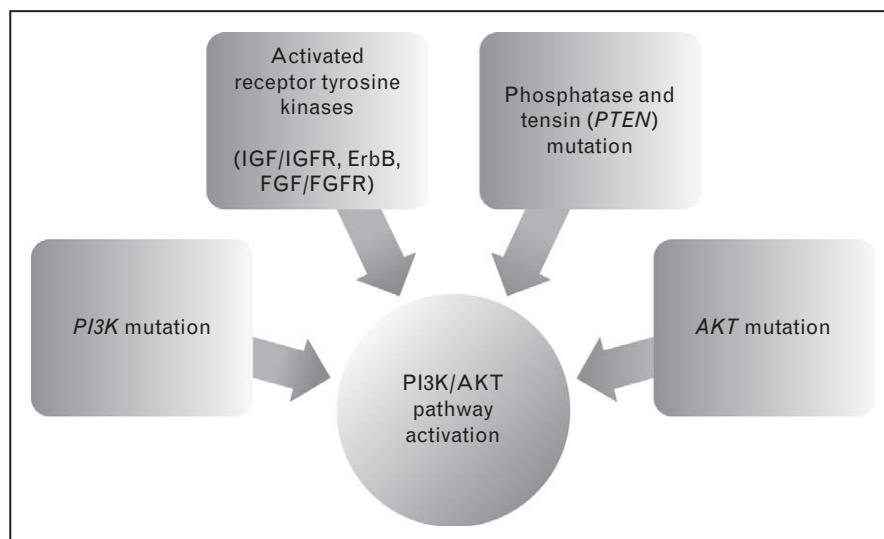 Activated
receptor tyrosine
kinases
(IGF/IGFR, ErbB,
FGF/FGFR)
Phosphatase and
tensin (PTEN)
mutation
PI3K mutation
AKT mutation
PI3K/AKT
pathway
activation